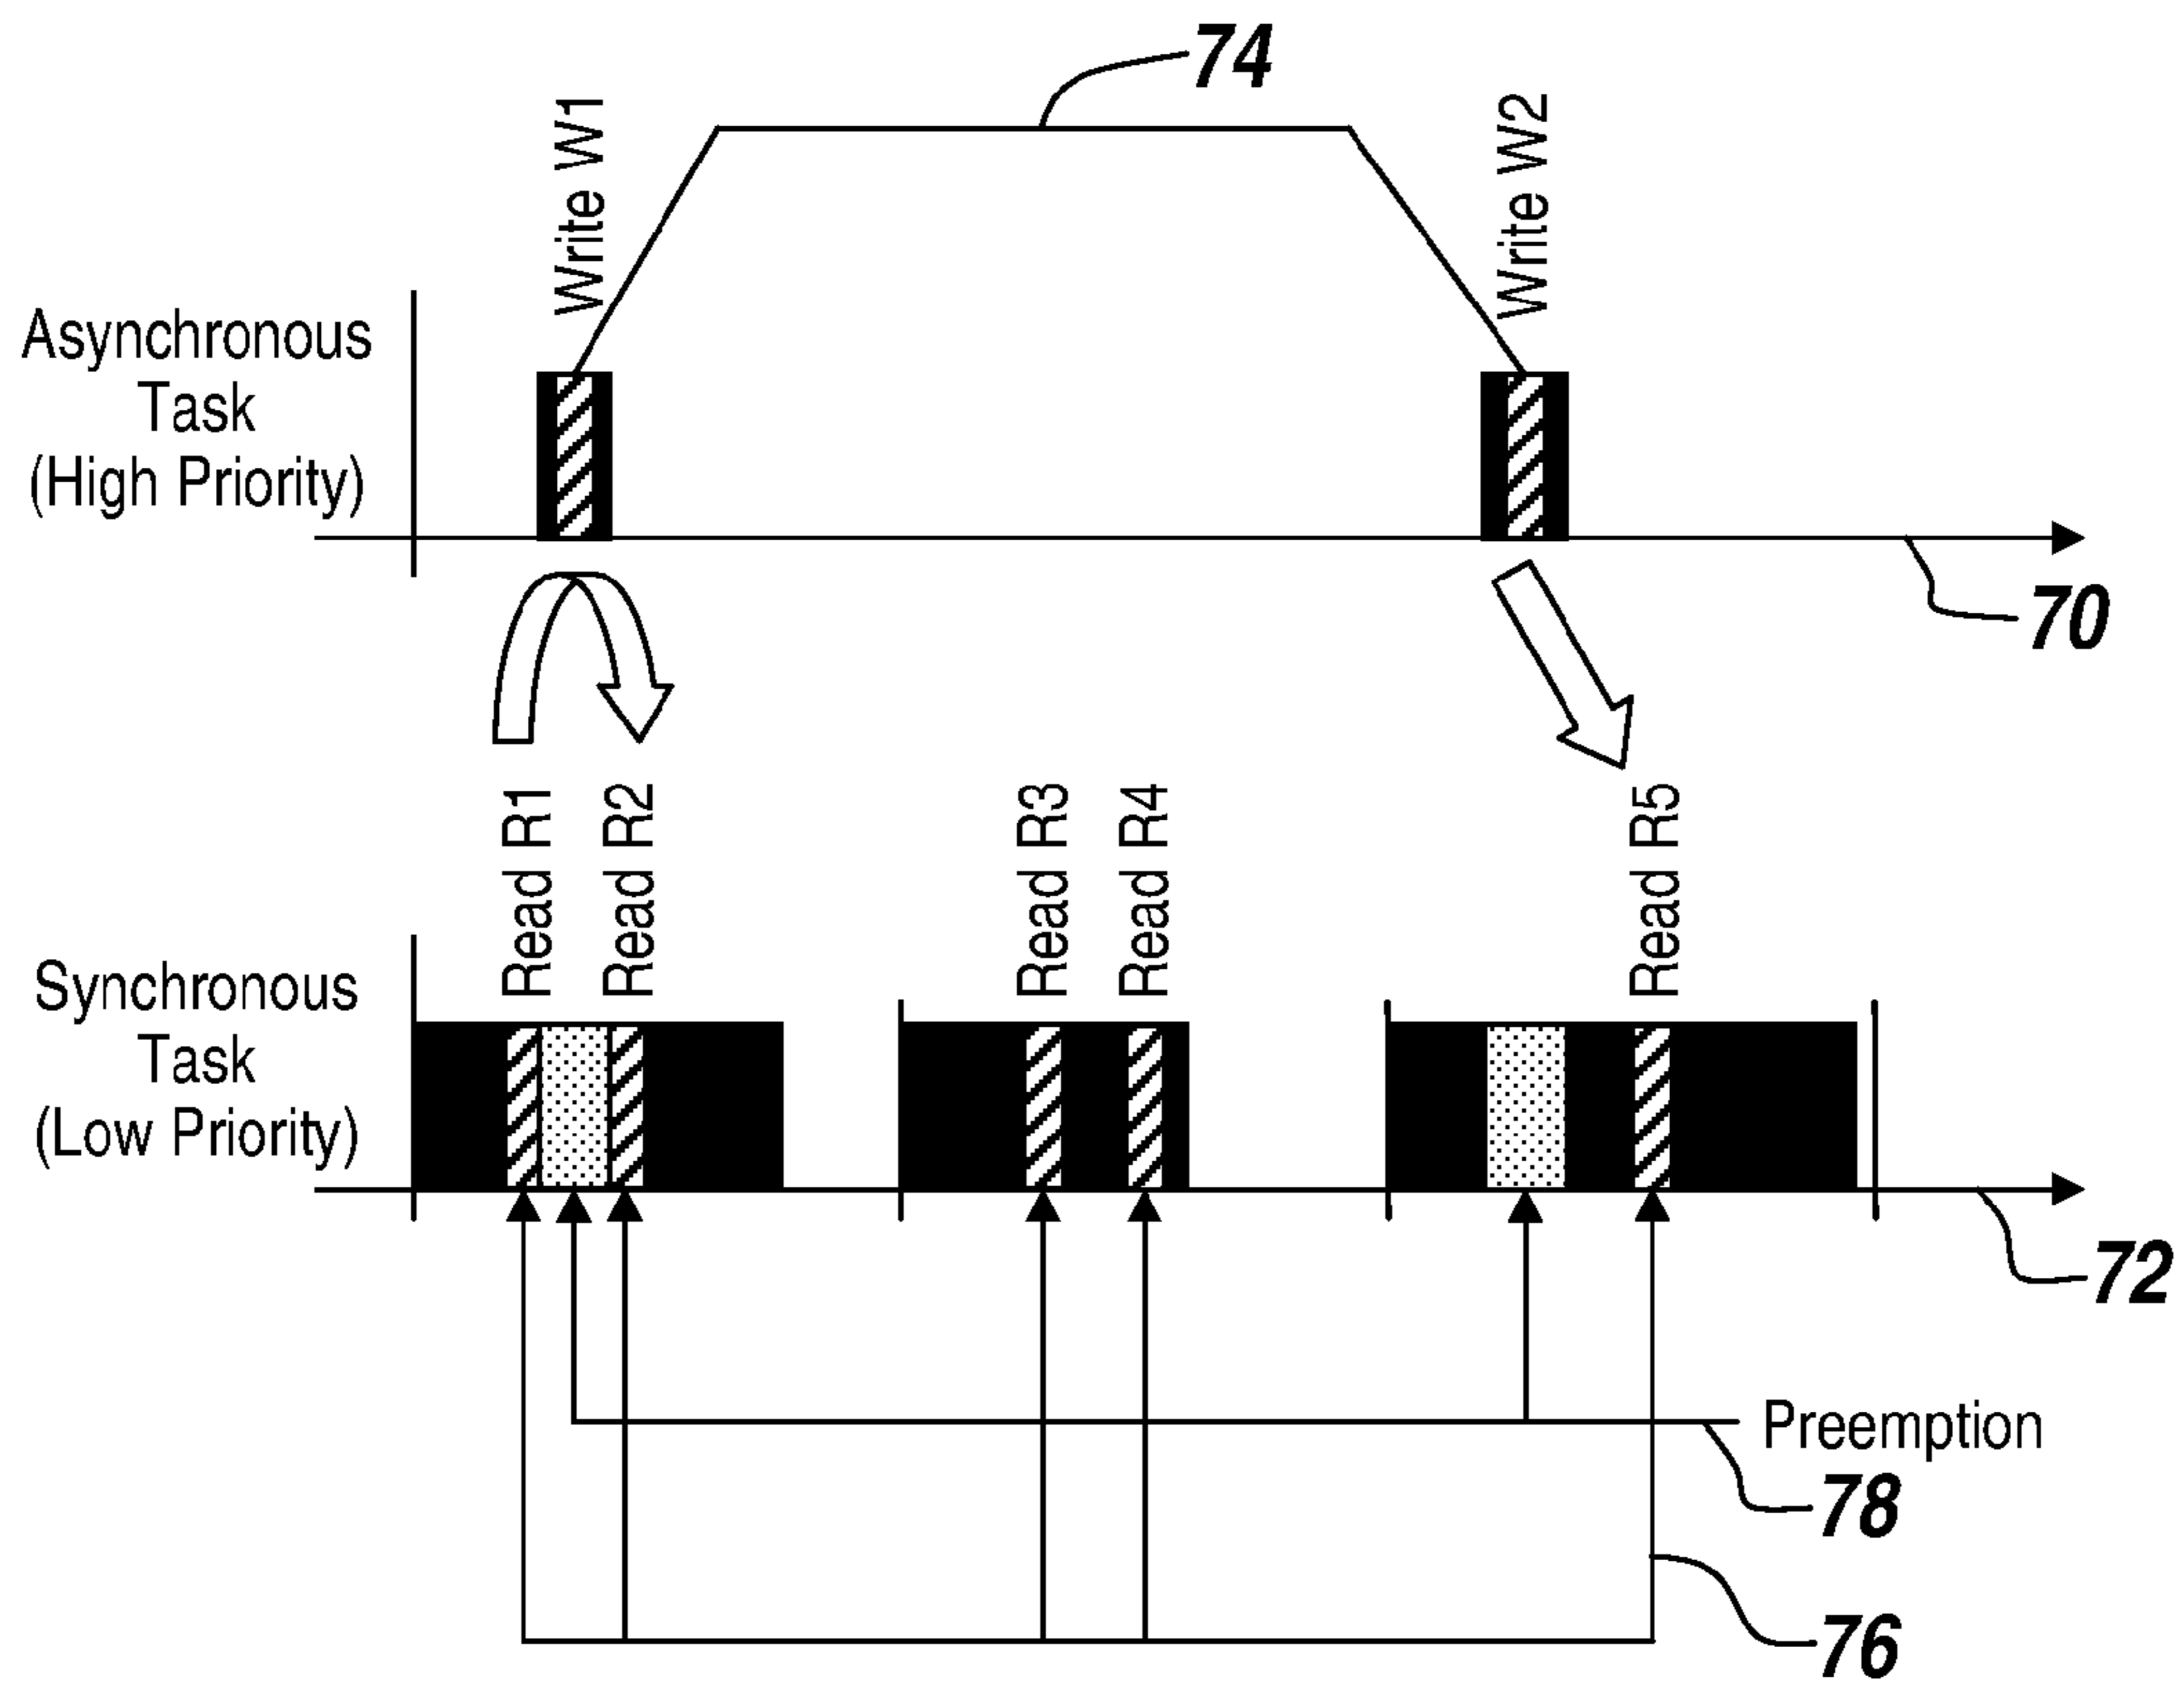 74
Write W1
Write W2
Asynchronous
Task
(High Priority)
70
Read R1
Read R2
Read R3
Read R4
Read R5
Synchronous
Task
(Low Priority)
72
Preemption
78
76